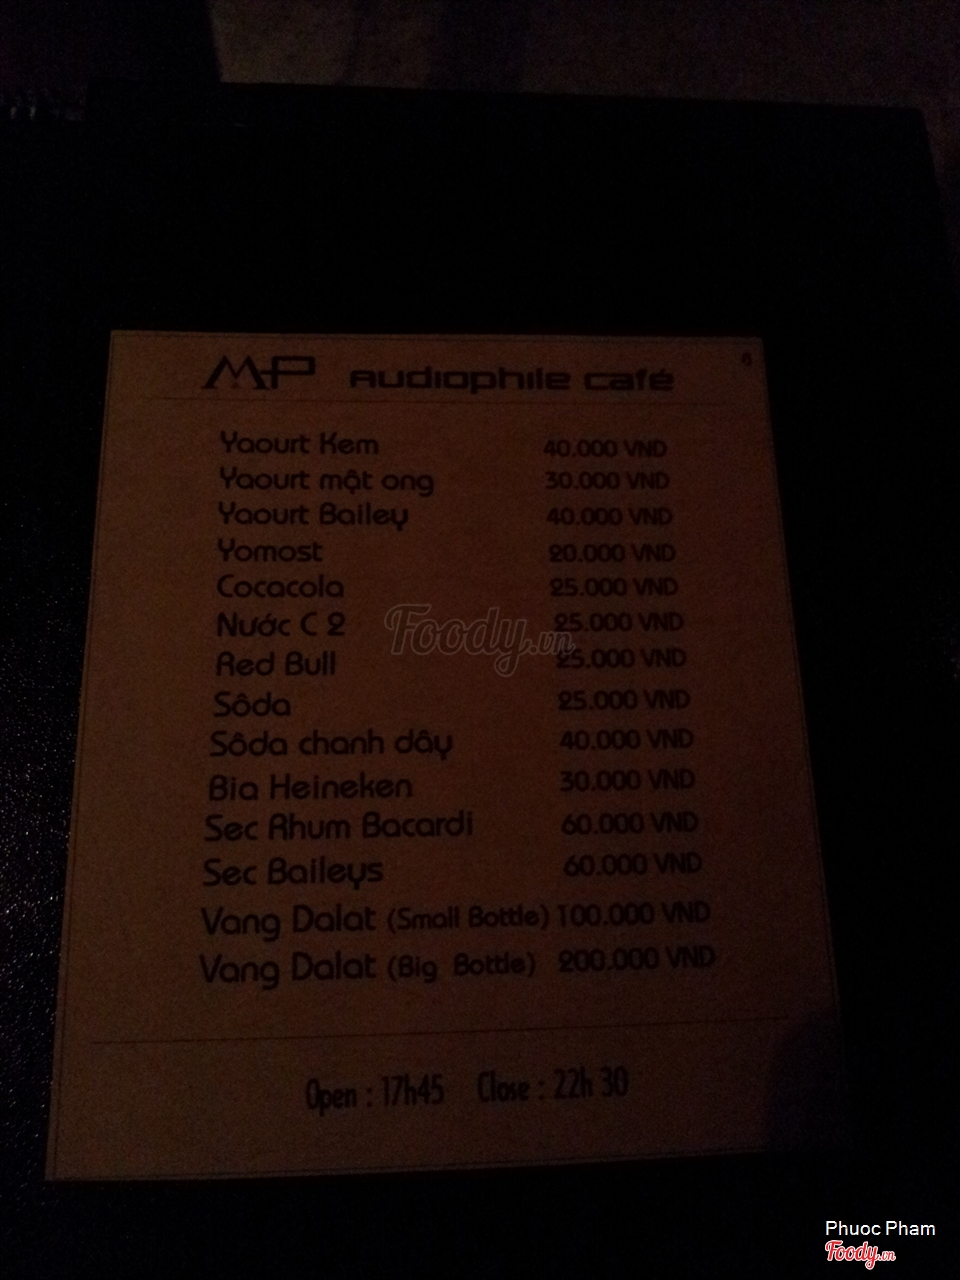 MP Audiophile café 6
Yaourt Kem 40.000 VND
Yaourt mật ong 30.000 VND
Yaourt Bailey 40.000 VND
Yomost 20.000 VND
Cocacola 25.000 VND
Nước C 2 25.000 VND
Foody.vn
Red Bull 25.000 VND
Sôda 25.000 VND
Sôda chanh dây 40.000 VND
Bia Heineken 30.000 VND
Sec Rhum Bacardi 60.000 VND
Sec Baileys 60.000 VND
Vang Dalat (Small Bottle) 100.000 VND
Vang Dalat (Big Bottle) 200.000 VND
Open : 17h45 Close : 22h 30
Phuoc Pham
Foody.vn